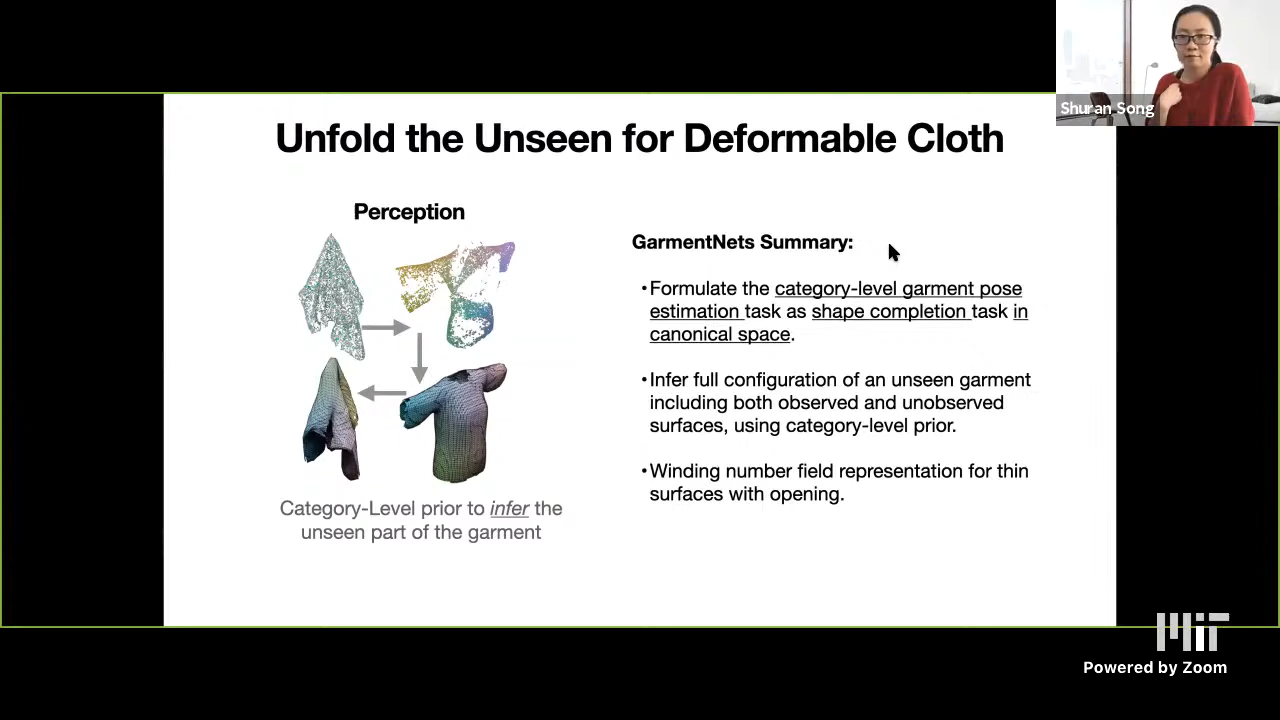 Shuran Song
Unfold the Unseen for Deformable Cloth
Perception
Category-Level prior to infer the
unseen part of the garment
GarmentNets Summary:
•Formulate the category-level garment pose
estimation task as shape completion task in
canonical space.
•Infer full configuration of an unseen garment
including both observed and unobserved
surfaces, using category-level prior.
•Winding number field representation for thin
surfaces with opening.
MIT
Powered by Zoom